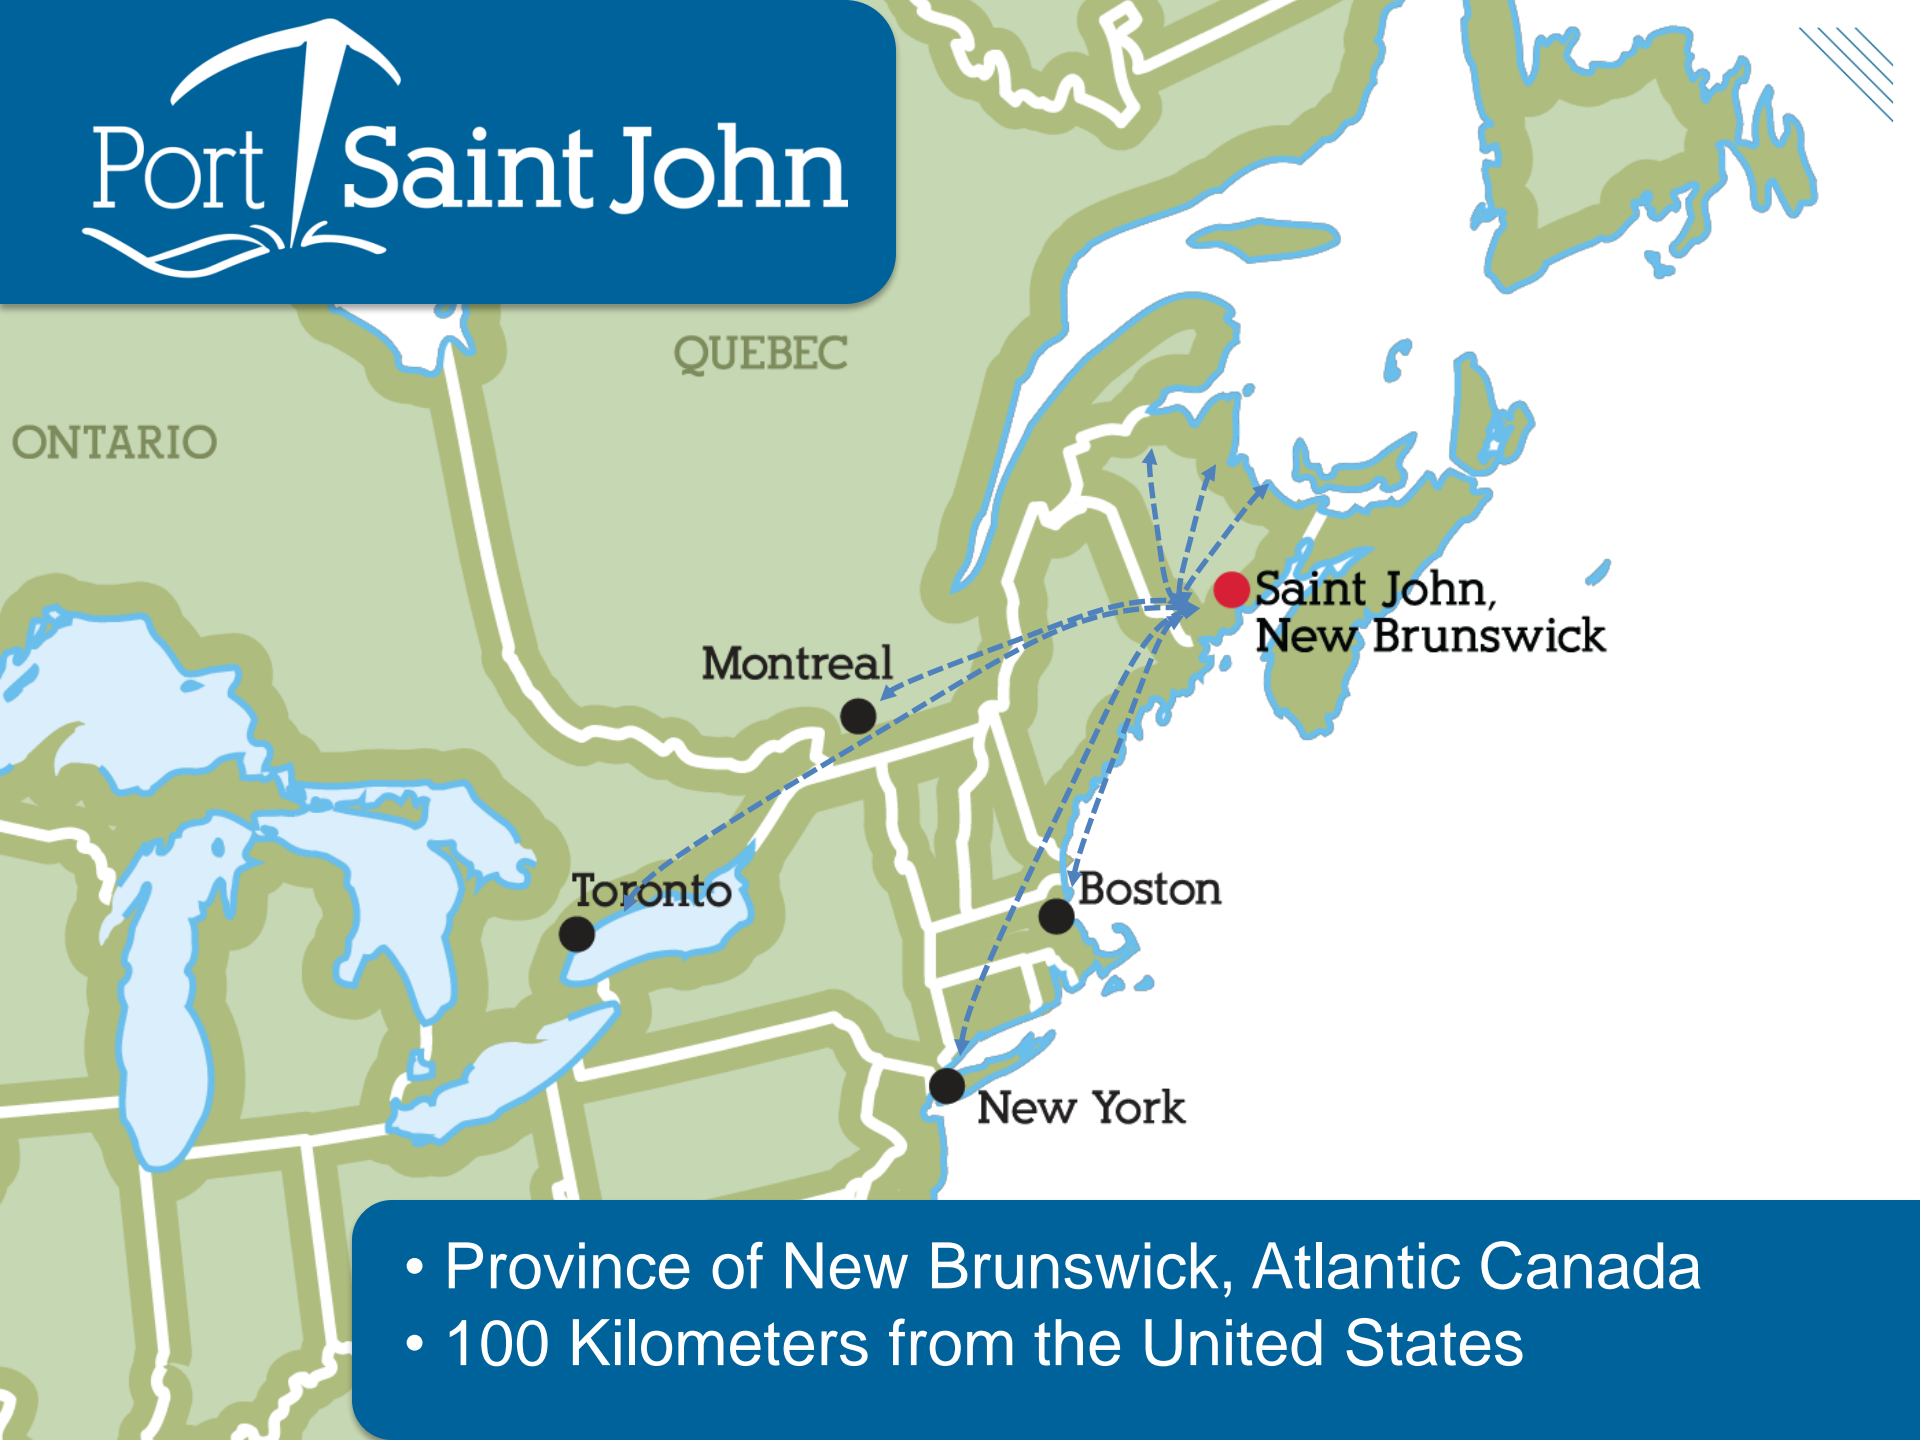 Port Saint John
QUEBEC
ONTARIO
Saint John,
New Brunswick
Montreal
Toronto
Boston
New York
• Province of New Brunswick, Atlantic Canada
• 100 Kilometers from the United States